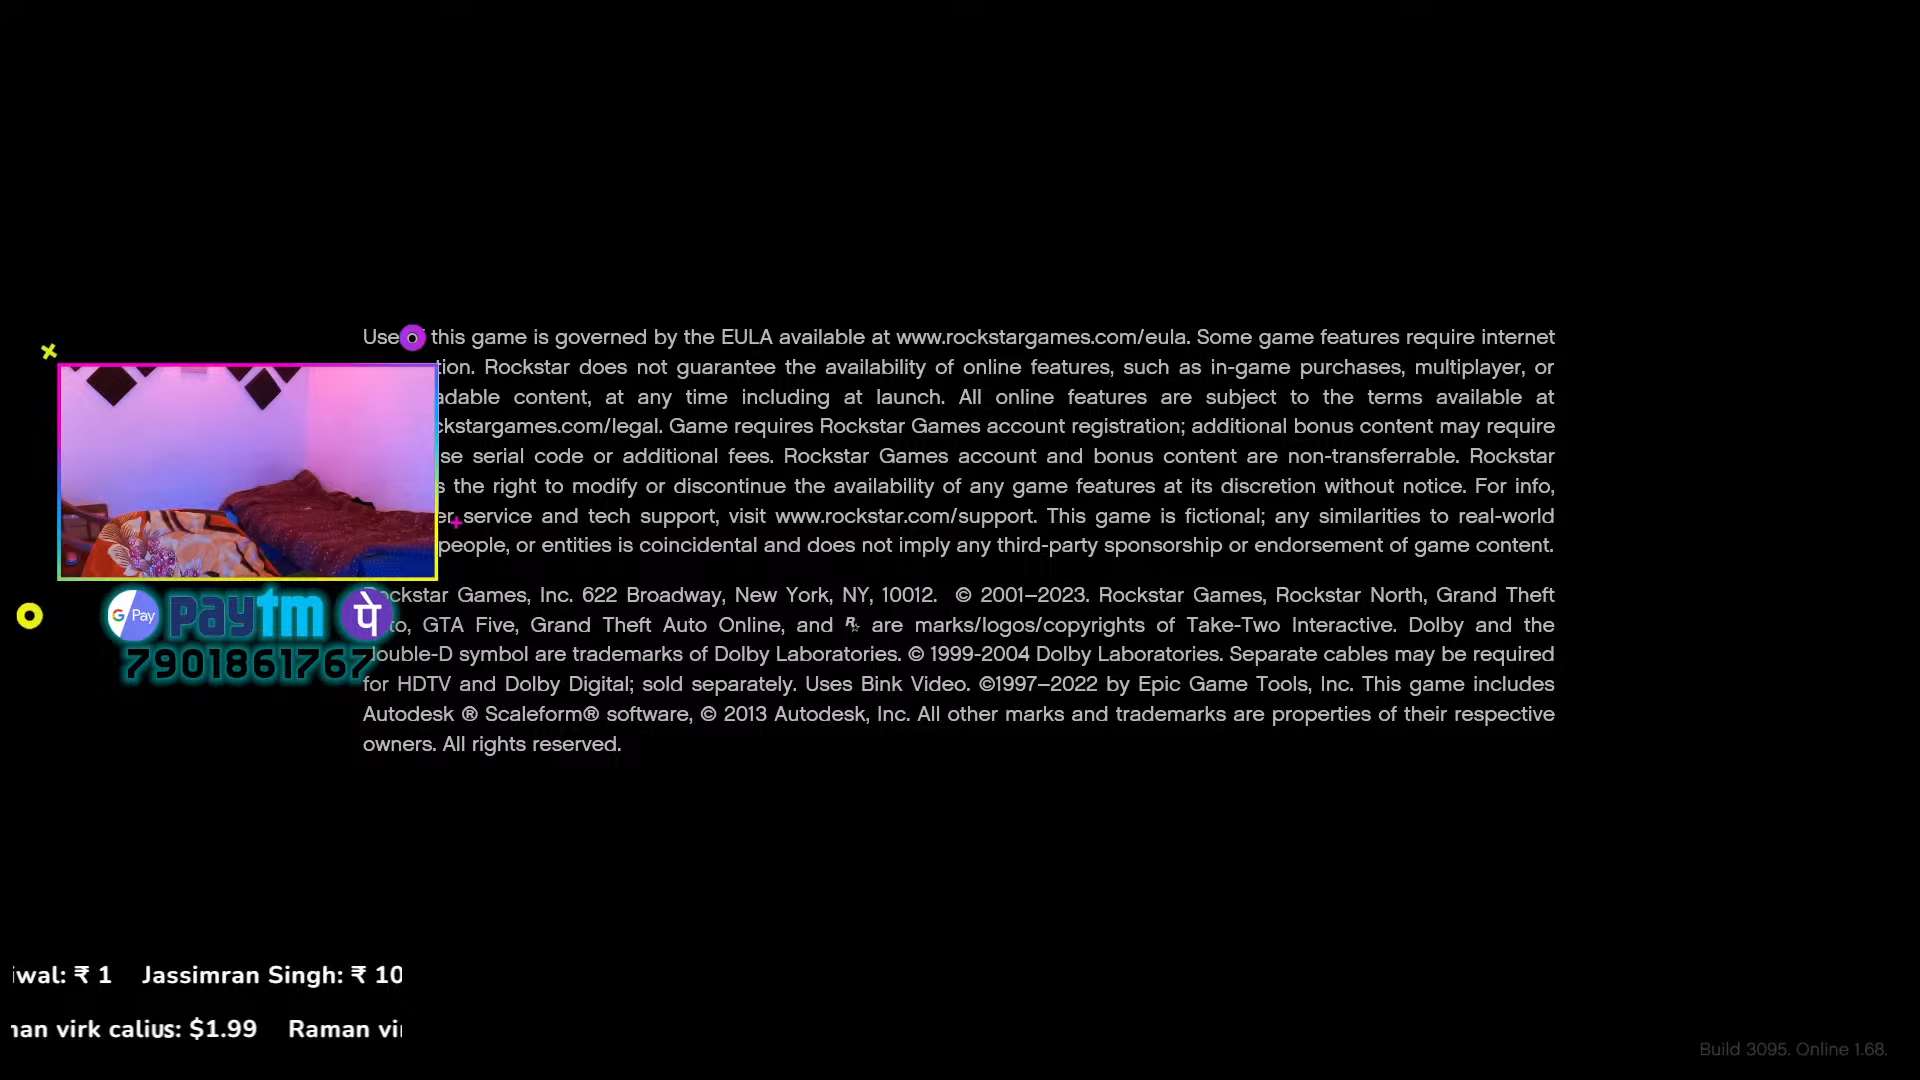 Use this game is governed by the EULA available at www.rockstargames.com/eula. Some game features require internet
tion. Rockstar does not guarantee the availability of online features, such as in-game purchases, multiplayer, or
adable content, at any time including at launch. All online features are subject to the terms available at
ckstargames.com/legal. Game requires Rockstar Games account registration; additional bonus content may require
se serial code or additional fees. Rockstar Games account and bonus content are non-transferrable. Rockstar
s the right to modify or discontinue the availability of any game features at its discretion without notice. For info,
er service and tech support, visit www.rockstar.com/support. This game is fictional; any similarities to real-world
people, or entities is coincidental and does not imply any third-party sponsorship or endorsement of game content.
G Pay paytm पे
7901861767
ockstar Games, Inc. 622 Broadway, New York, NY, 10012. © 2001–2023. Rockstar Games, Rockstar North, Grand Theft
to, GTA Five, Grand Theft Auto Online, and R* are marks/logos/copyrights of Take-Two Interactive. Dolby and the
double-D symbol are trademarks of Dolby Laboratories. © 1999-2004 Dolby Laboratories. Separate cables may be required
for HDTV and Dolby Digital; sold separately. Uses Bink Video. ©1997–2022 by Epic Game Tools, Inc. This game includes
Autodesk ® Scaleform® software, © 2013 Autodesk, Inc. All other marks and trademarks are properties of their respective
owners. All rights reserved.
iwal: ₹ 1 Jassimran Singh: ₹ 10
nan virk calius: $1.99 Raman vir
Build 3095. Online 1.68.